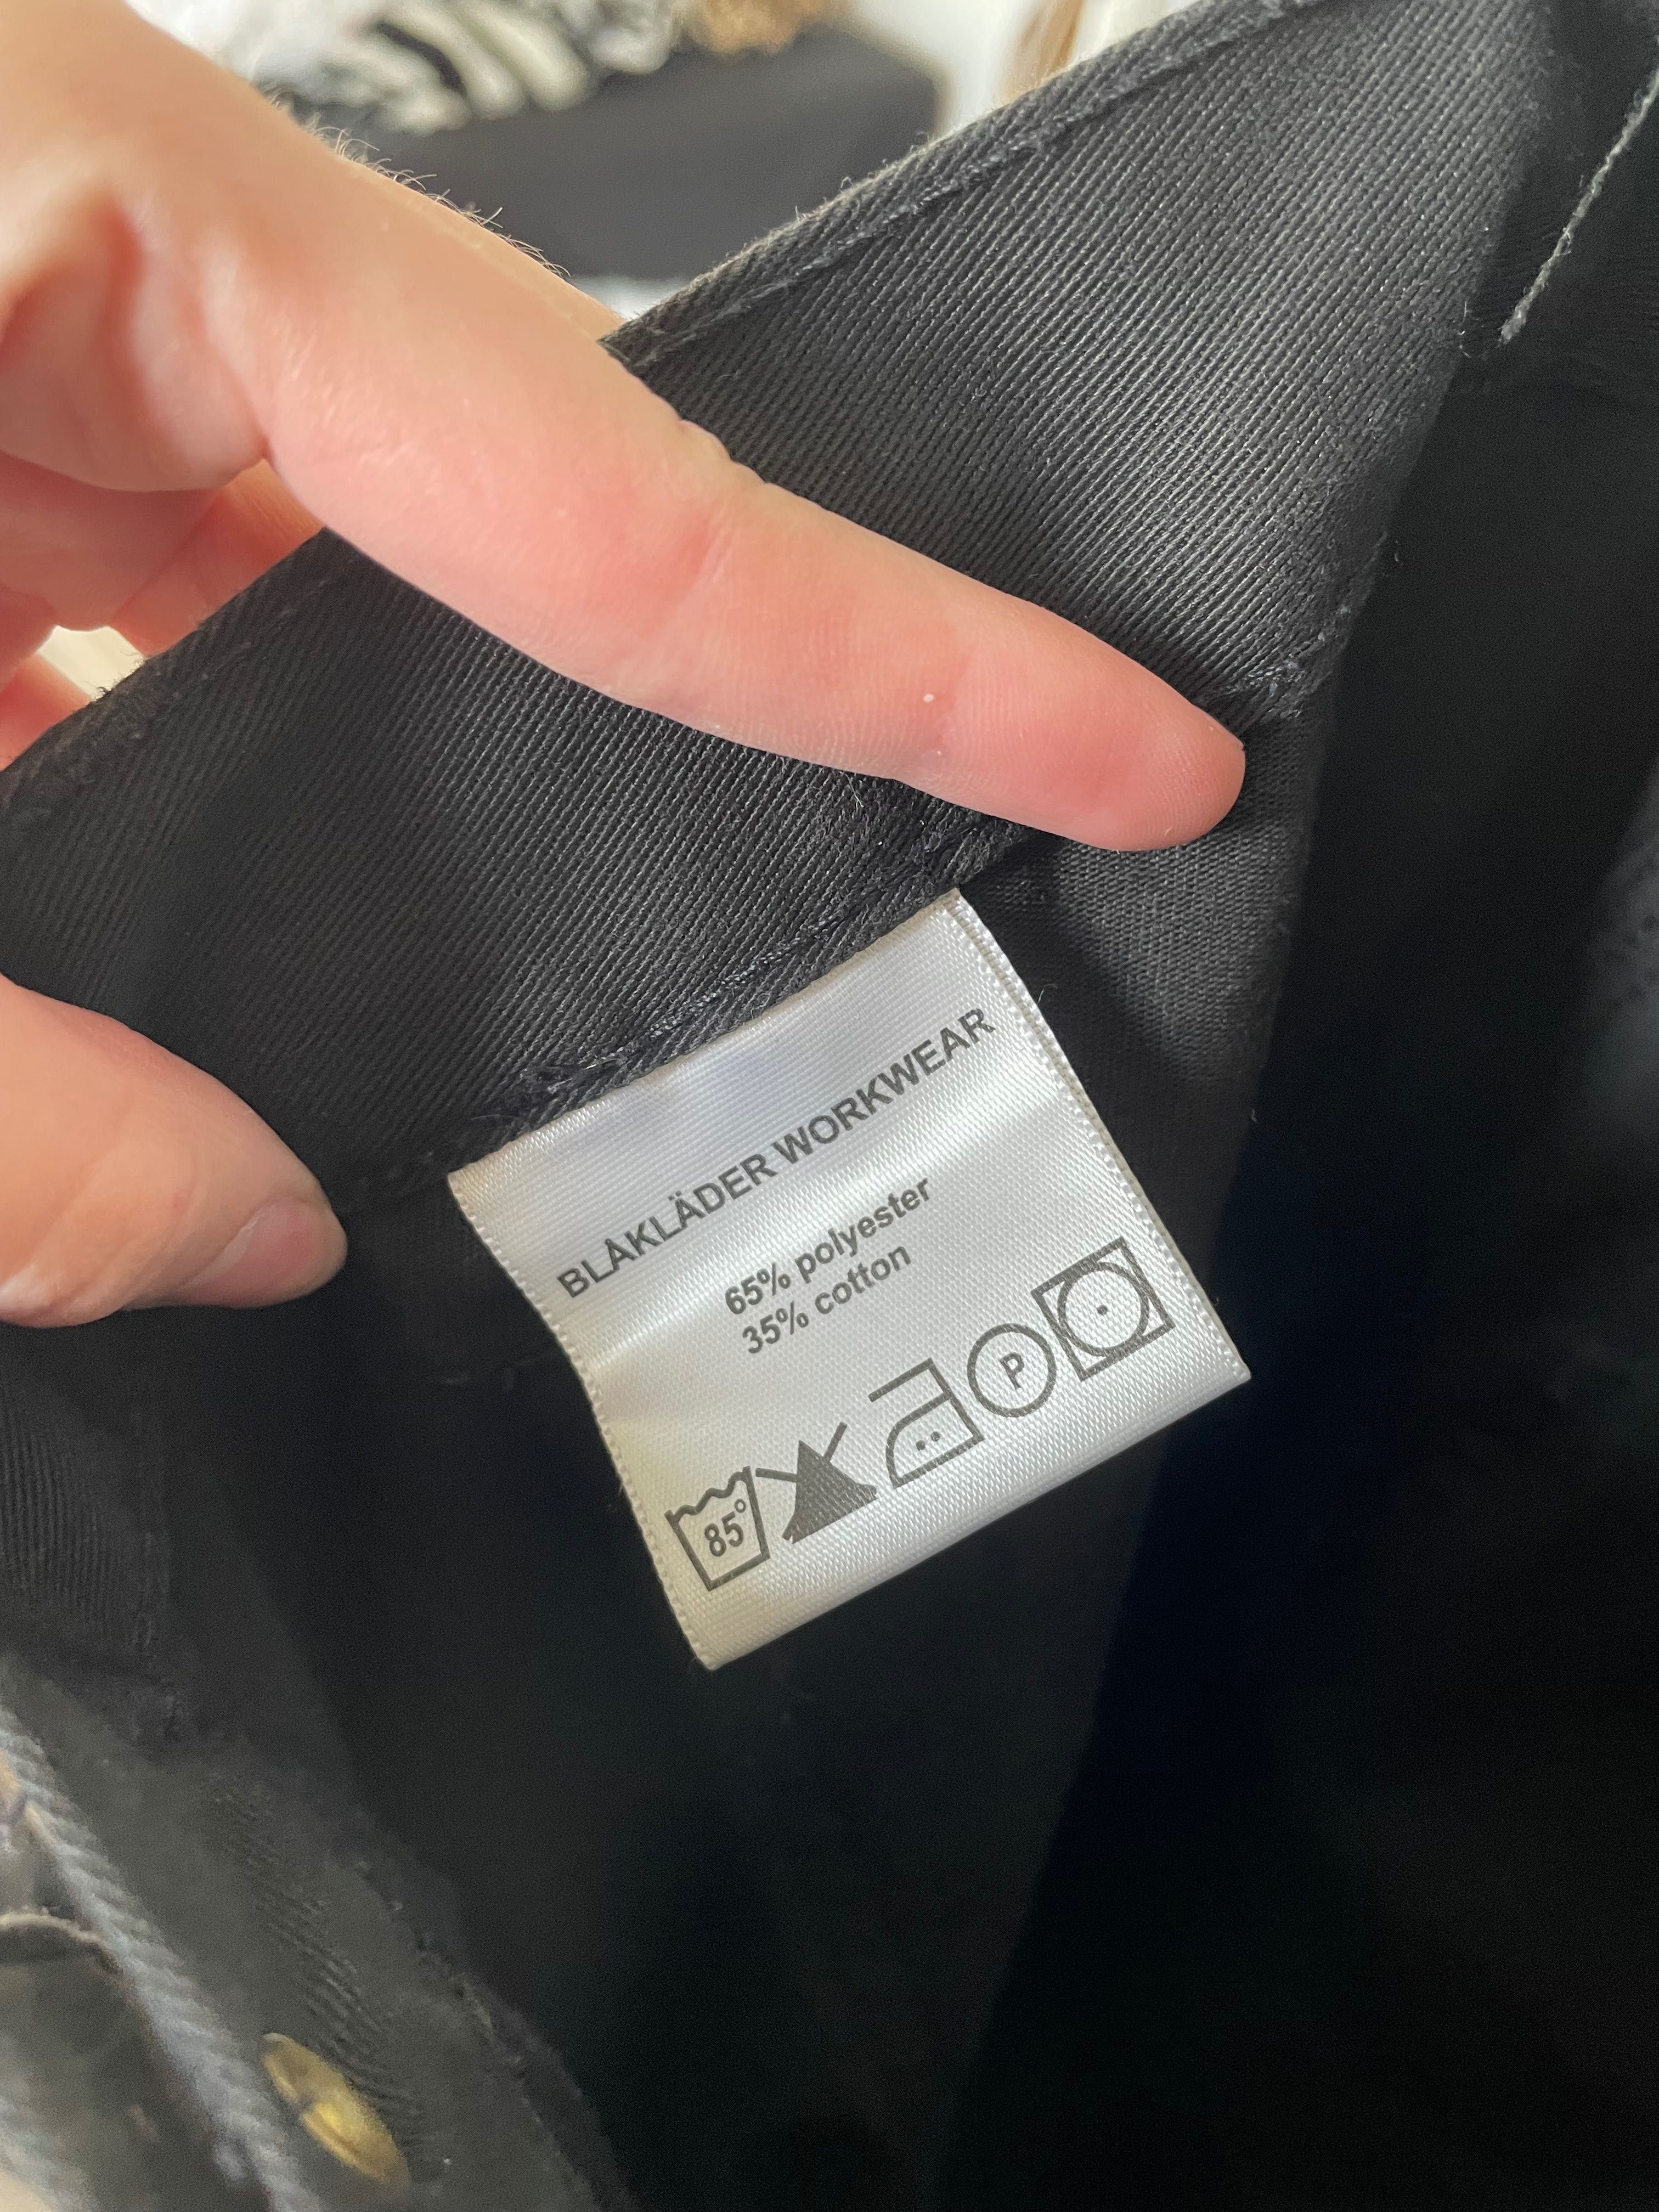 BLÅKLÄDER WORKWEAR
65% polyester
35% cotton
85° P